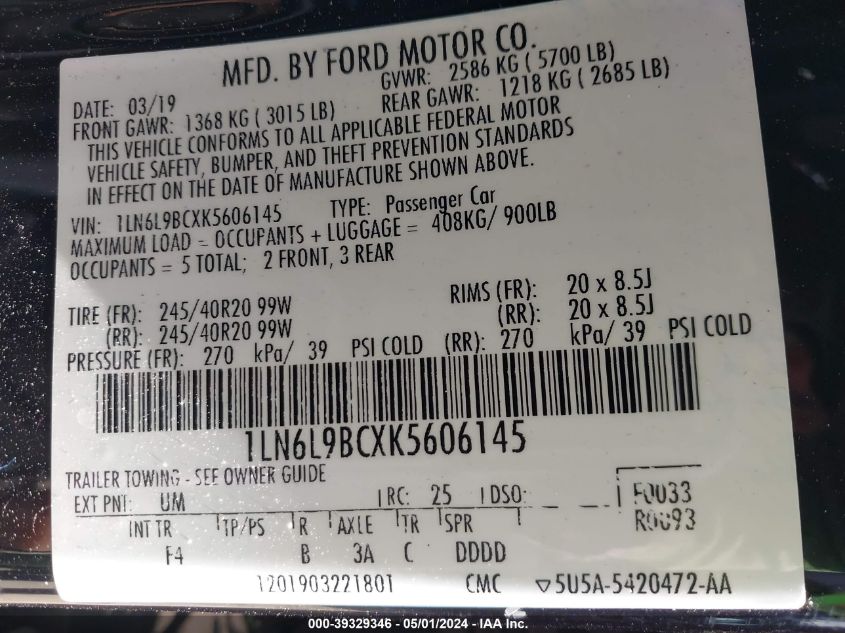 MFD. BY FORD MOTOR CO.
DATE: 03/19 GVWR: 2586 KG ( 5700 LB)
FRONT GAWR: 1368 KG ( 3015 LB) REAR GAWR: 1218 KG ( 2685 LB)
THIS VEHICLE CONFORMS TO ALL APPLICABLE FEDERAL MOTOR
VEHICLE SAFETY, BUMPER, AND THEFT PREVENTION STANDARDS
IN EFFECT ON THE DATE OF MANUFACTURE SHOWN ABOVE.
VIN: 1LN6L9BCXK5606145 TYPE: Passenger Car
MAXIMUM LOAD = OCCUPANTS + LUGGAGE = 408KG/ 900LB
OCCUPANTS = 5 TOTAL; 2 FRONT, 3 REAR
TIRE (FR): 245/40R20 99W RIMS (FR): 20 x 8.5J
(RR): 245/40R20 99W (RR): 20 x 8.5J
PRESSURE (FR): 270 kPa/ 39 PSI COLD (RR): 270 kPa/ 39 PSI COLD
1LN6L9BCXK5606145
TRAILER TOWING - SEE OWNER GUIDE
EXT PNT: UM RC: 25 DSO: F0033
R0093
INT TR TP/PS R AXLE TR SPR
F4 B 3A C DDDD
1201903221801 CMC ▽5U5A-5420472-AA
000-39329346 - 05/01/2024 - IAA Inc.